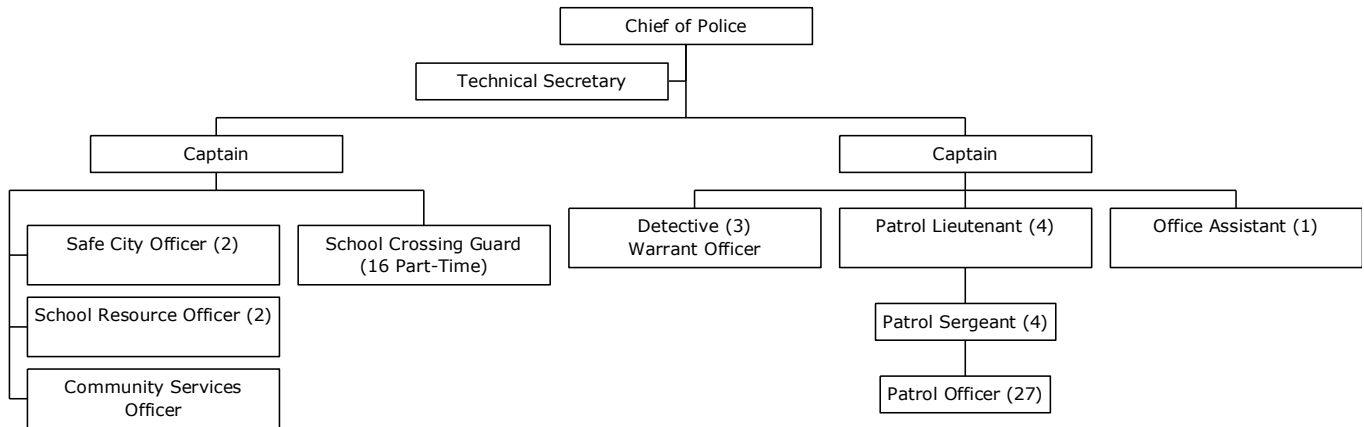 Chief of Police
Technical Secretary
Captain
Captain
Safe City Officer (2)
School Crossing Guard
(16 Part-Time)
Detective (3)
Warrant Officer
Patrol Lieutenant (4)
Office Assistant (1)
School Resource Officer (2)
Patrol Sergeant (4)
Community Services
Officer
Patrol Officer (27)